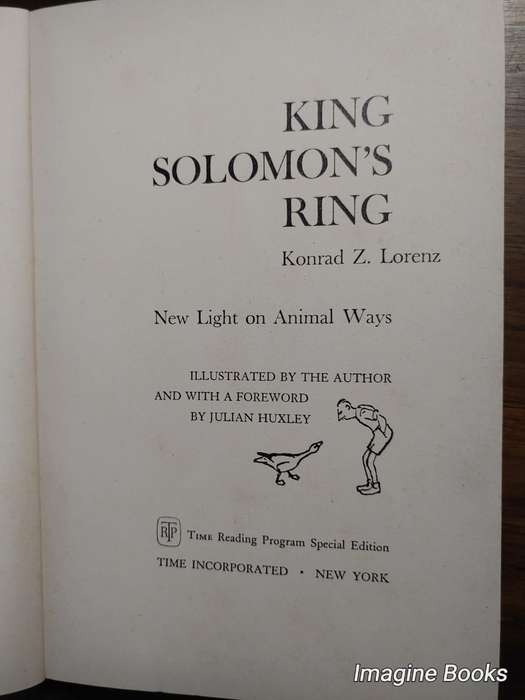 KING
SOLOMON'S
RING
Konrad Z. Lorenz
New Light on Animal Ways
ILLUSTRATED BY THE AUTHOR
AND WITH A FOREWORD
BY JULIAN HUXLEY
RTP TIME Reading Program Special Edition
TIME INCORPORATED • NEW YORK
Imagine Books